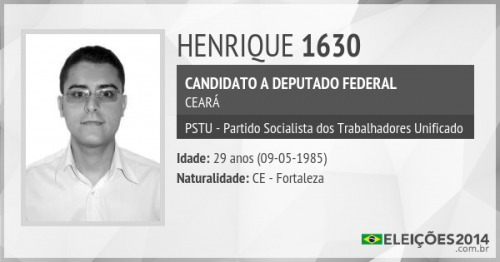 HENRIQUE 1630
CANDIDATO A DEPUTADO FEDERAL
CEARÁ
PSTU - Partido Socialista dos Trabalhadores Unificado
Idade: 29 anos (09-05-1985)
Naturalidade: CE - Fortaleza
ELEIÇÕES2014
.com.br